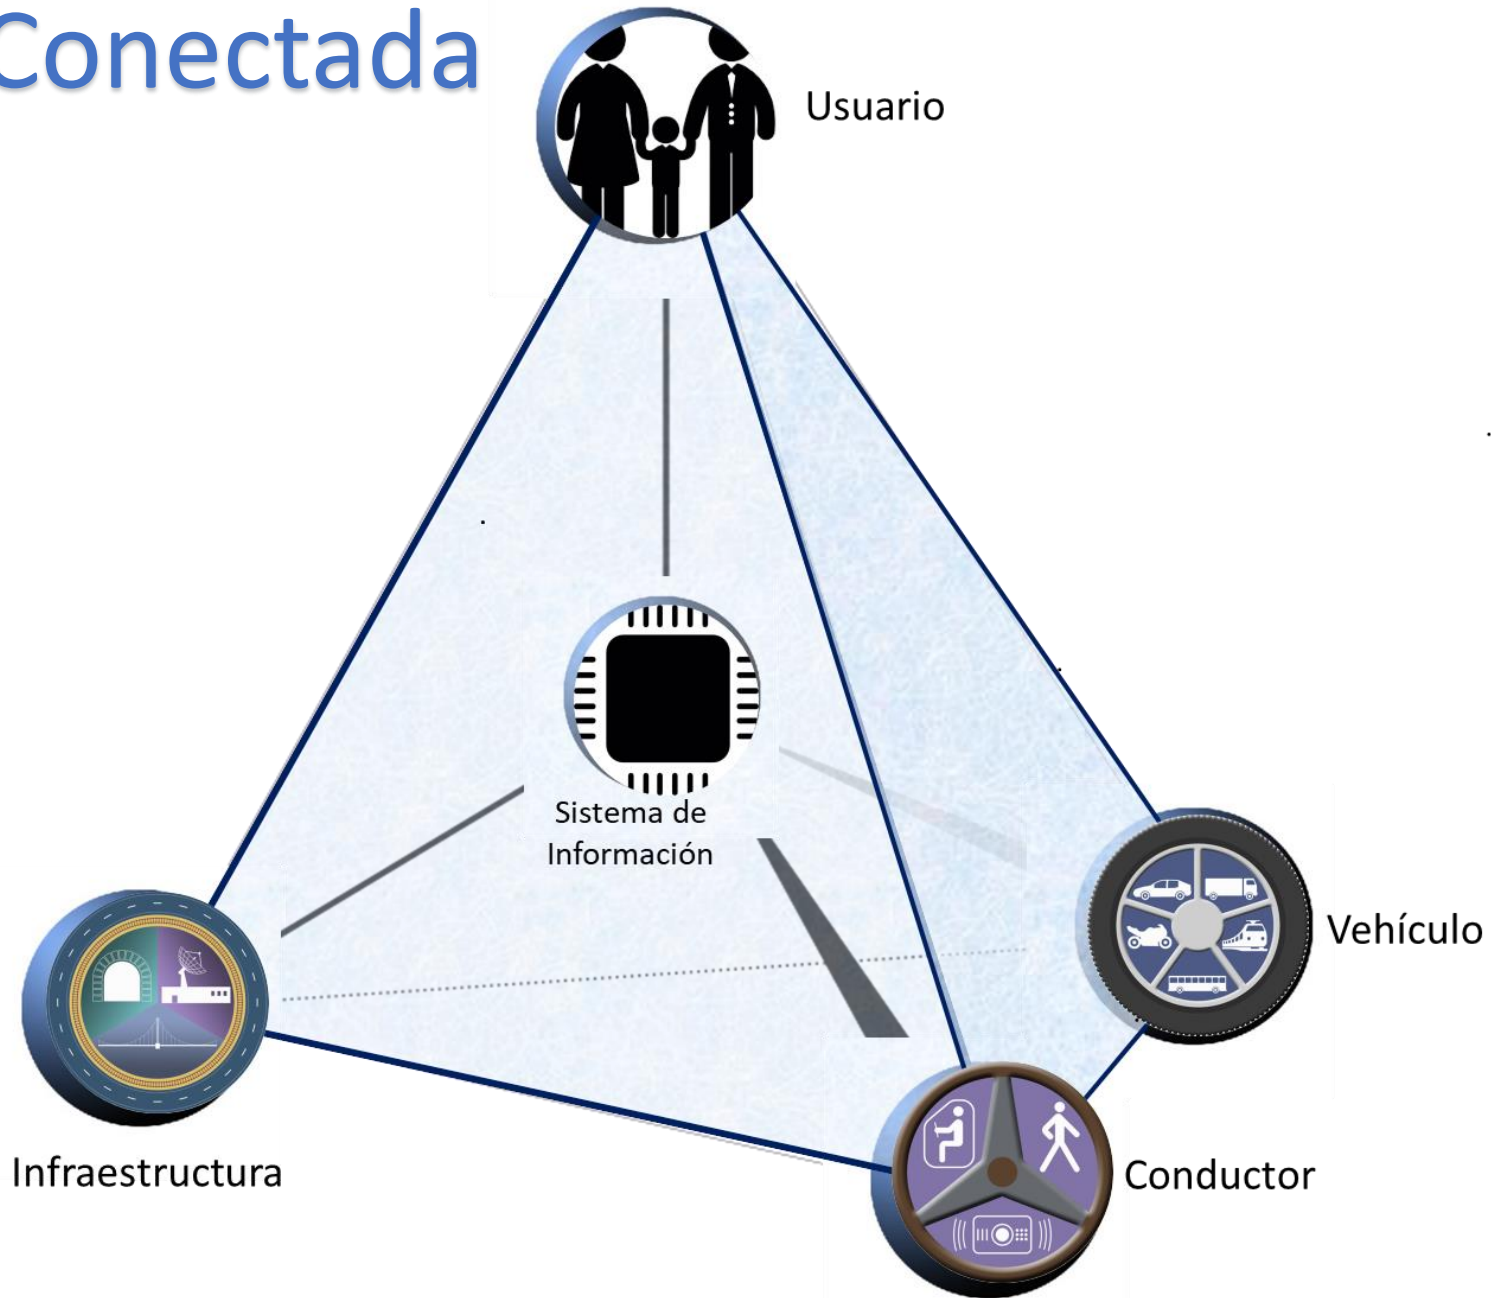 Conectada
Usuario
Sistema de
Información
Vehículo
Infraestructura
Conductor